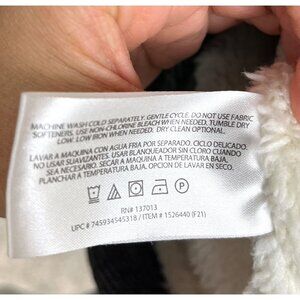 MACHINE WASH COLD SEPARATELY. GENTLE CYCLE. DO NOT USE FABRIC
SOFTENERS. USE NON-CHLORINE BLEACH WHEN NEEDED. TUMBLE DRY
LOW. LOW IRON WHEN NEEDED. DRY CLEAN OPTIONAL.
LAVAR A MAQUINA CON AGUA FRIA POR SEPARADO. CICLO DELICADO.
NO USAR SUAVIZANTES. USAR BLANQUEADOR SIN CLORO CUANDO
SEA NECESARIO. SECAR A MAQUINA A TEMPERATURA BAJA.
PLANCHAR A TEMPERATURA BAJA. OPCION DE LAVAR EN SECO.
P
RN# 137013
UPC # 745934545318 / ITEM # 1526440 (F21)